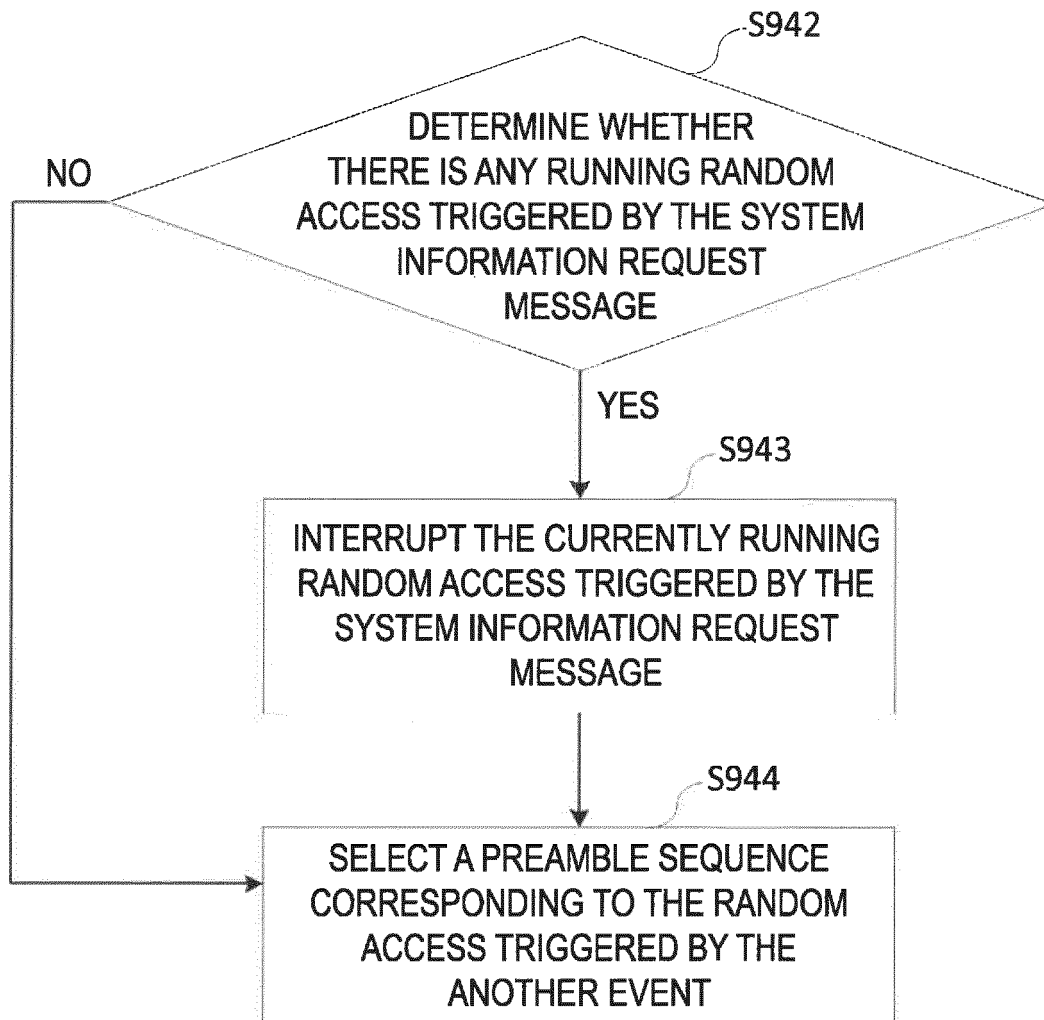 S942
DETERMINE WHETHER
THERE IS ANY RUNNING RANDOM
ACCESS TRIGGERED BY THE SYSTEM
INFORMATION REQUEST
MESSAGE
NO
YES
S943
INTERRUPT THE CURRENTLY RUNNING
RANDOM ACCESS TRIGGERED BY THE
SYSTEM INFORMATION REQUEST
MESSAGE
S944
SELECT A PREAMBLE SEQUENCE
CORRESPONDING TO THE RANDOM
ACCESS TRIGGERED BY THE
ANOTHER EVENT